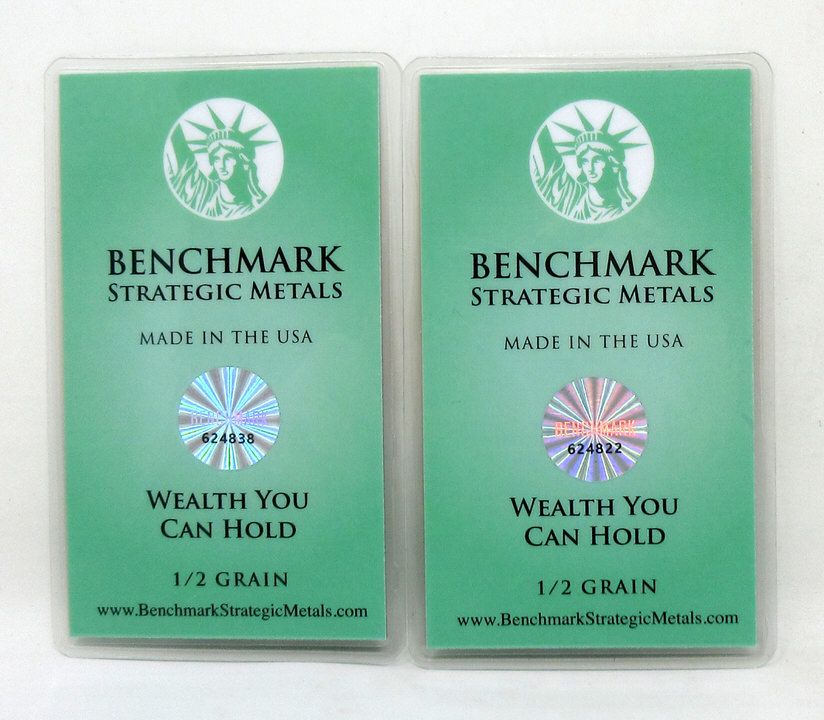 BENCHMARK
STRATEGIC METALS
MADE IN THE USA
BENCHMARK
624838
WEALTH YOU
CAN HOLD
1/2 GRAIN
www.BenchmarkStrategicMetals.com
BENCHMARK
STRATEGIC METALS
MADE IN THE USA
BENCHMARK
624822
WEALTH YOU
CAN HOLD
1/2 GRAIN
www.BenchmarkStrategicMetals.com